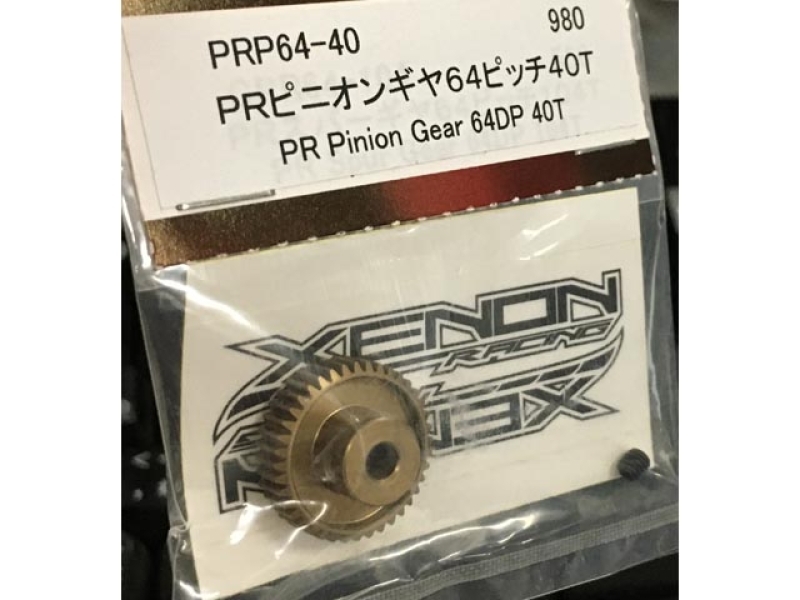 PRP64-40 980
PRピニオンギヤ64ピッチ40T
PR Pinion Gear 64DP 40T
XENON
RACING
XENON